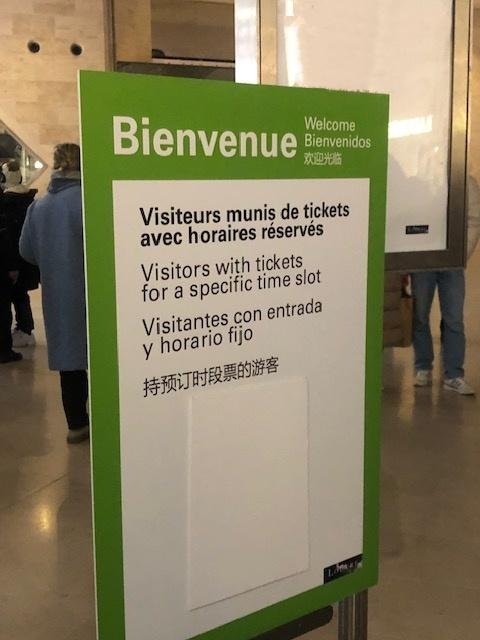 Bienvenue
Welcome
Bienvenidos
欢迎光临
Visiteurs munis de tickets
avec horaires réservés
Visitors with tickets
for a specific time slot
Visitantes con entrada
y horario fijo
持预订时段票的游客